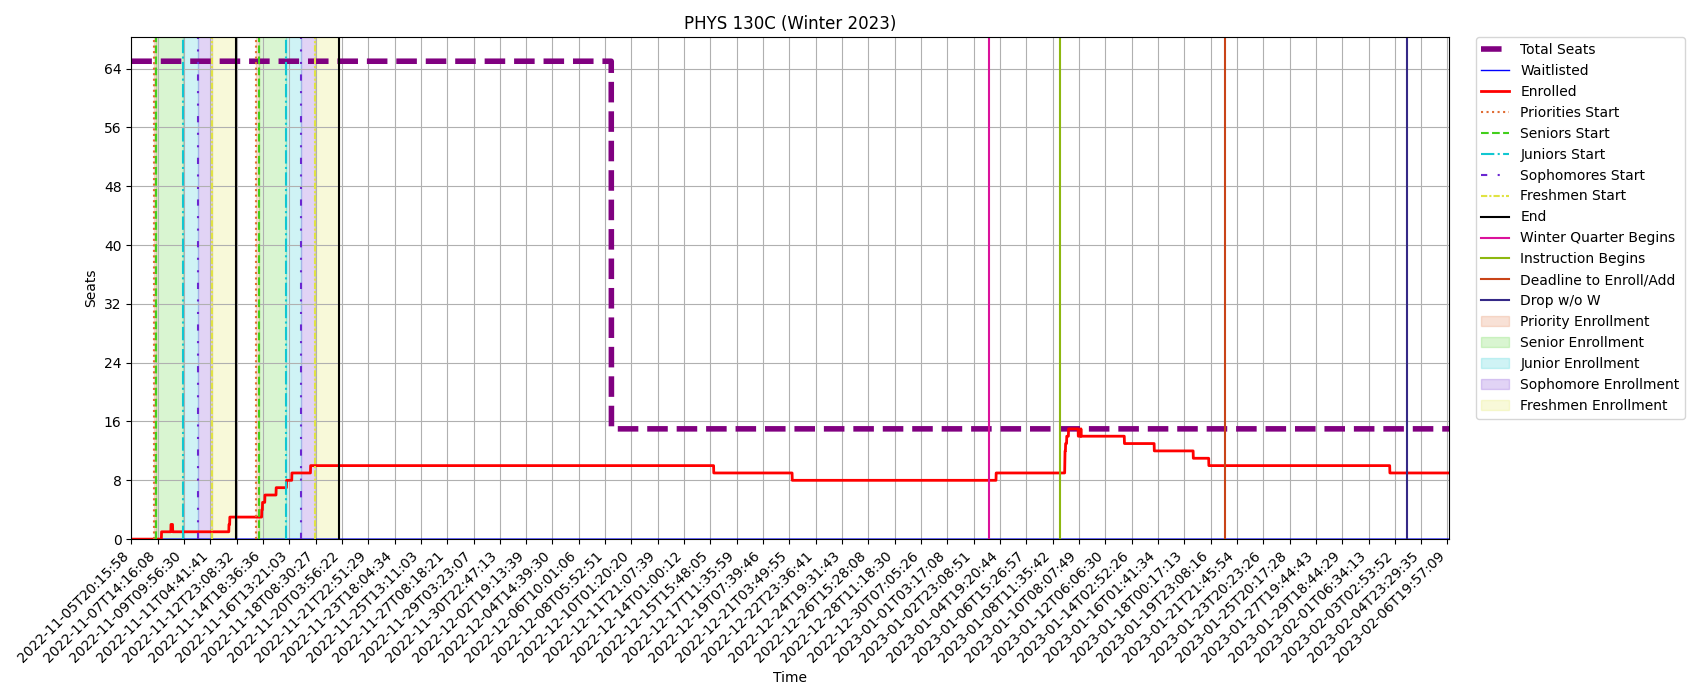 PHYS 130C (Winter 2023)
Seats
64
56
48
40
32
24
16
8
0
2022-11-05T20:15:58
2022-11-07T14:16:08
2022-11-09T09:56:30
2022-11-11T04:41:41
2022-11-12T23:08:32
2022-11-14T18:36:36
2022-11-16T13:21:03
2022-11-18T08:30:27
2022-11-20T03:56:22
2022-11-21T22:51:29
2022-11-23T18:04:34
2022-11-25T13:11:03
2022-11-27T08:18:21
2022-11-29T03:23:07
2022-11-30T22:47:13
2022-12-02T19:13:39
2022-12-04T14:39:30
2022-12-06T10:01:06
2022-12-08T05:52:51
2022-12-10T01:20:20
2022-12-11T21:07:39
2022-12-14T01:00:12
2022-12-15T15:48:05
2022-12-17T11:35:59
2022-12-19T07:39:46
2022-12-21T03:49:55
2022-12-22T23:36:41
2022-12-24T19:31:43
2022-12-26T15:28:08
2022-12-28T11:18:30
2022-12-30T07:05:26
2023-01-01T03:17:08
2023-01-02T23:08:51
2023-01-04T19:20:44
2023-01-06T15:26:57
2023-01-08T11:35:42
2023-01-10T08:07:49
2023-01-12T06:06:30
2023-01-14T02:52:26
2023-01-16T01:41:34
2023-01-18T00:17:13
2023-01-19T23:08:16
2023-01-21T21:45:54
2023-01-23T20:23:26
2023-01-25T20:17:28
2023-01-27T19:44:43
2023-01-29T18:44:29
2023-02-01T06:34:13
2023-02-03T02:53:52
2023-02-04T23:29:35
2023-02-06T19:57:09
Time
Total Seats
Waitlisted
Enrolled
Priorities Start
Seniors Start
Juniors Start
Sophomores Start
Freshmen Start
End
Winter Quarter Begins
Instruction Begins
Deadline to Enroll/Add
Drop w/o W
Priority Enrollment
Senior Enrollment
Junior Enrollment
Sophomore Enrollment
Freshmen Enrollment